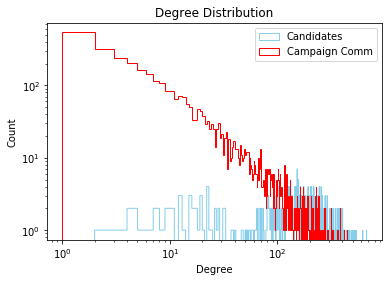 Degree Distribution
Candidates
Campaign Comm
Count
10²
10¹
10⁰
10⁰
10¹
10²
Degree